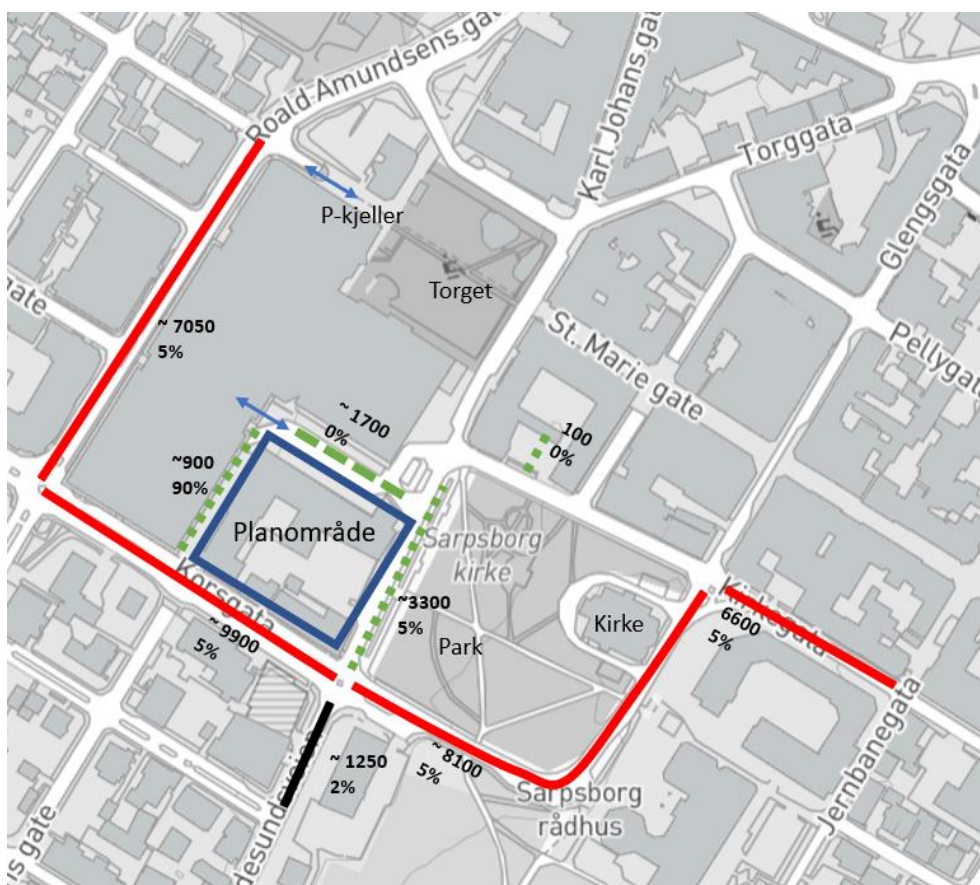 Roald Amundsens gate
Karl Johans gat
Torggata
Glengsgata
P-kjeller
Torget
St. Marie gate
Pellygat
gate
~ 7050
5%
~ 1700
0%
100
0%
~900
90%
Planområde
Sarpsborg
kirke
Korsgata
~ 9900
5%
~3300
5%
Park
Kirke
Kirkegata
6600
5%
~ 1250
2%
~ 8100
5%
Sarpsborg
rådhus
Jernbanegata
gate